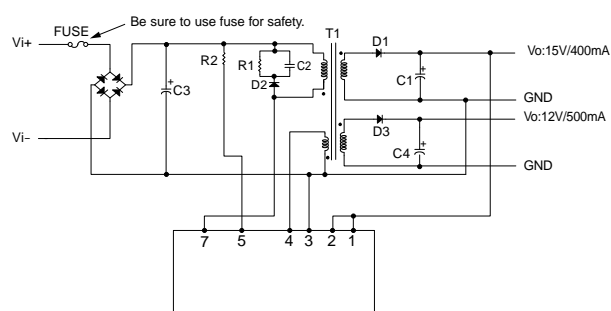 Be sure to use fuse for safety.
FUSE
T1
Vi+
D1
Vo:15V/400mA
R2
R1
C2
D2
C3
C1
GND
Vo:12V/500mA
D3
Vi−
C4
GND
7 5 4 3 2 1